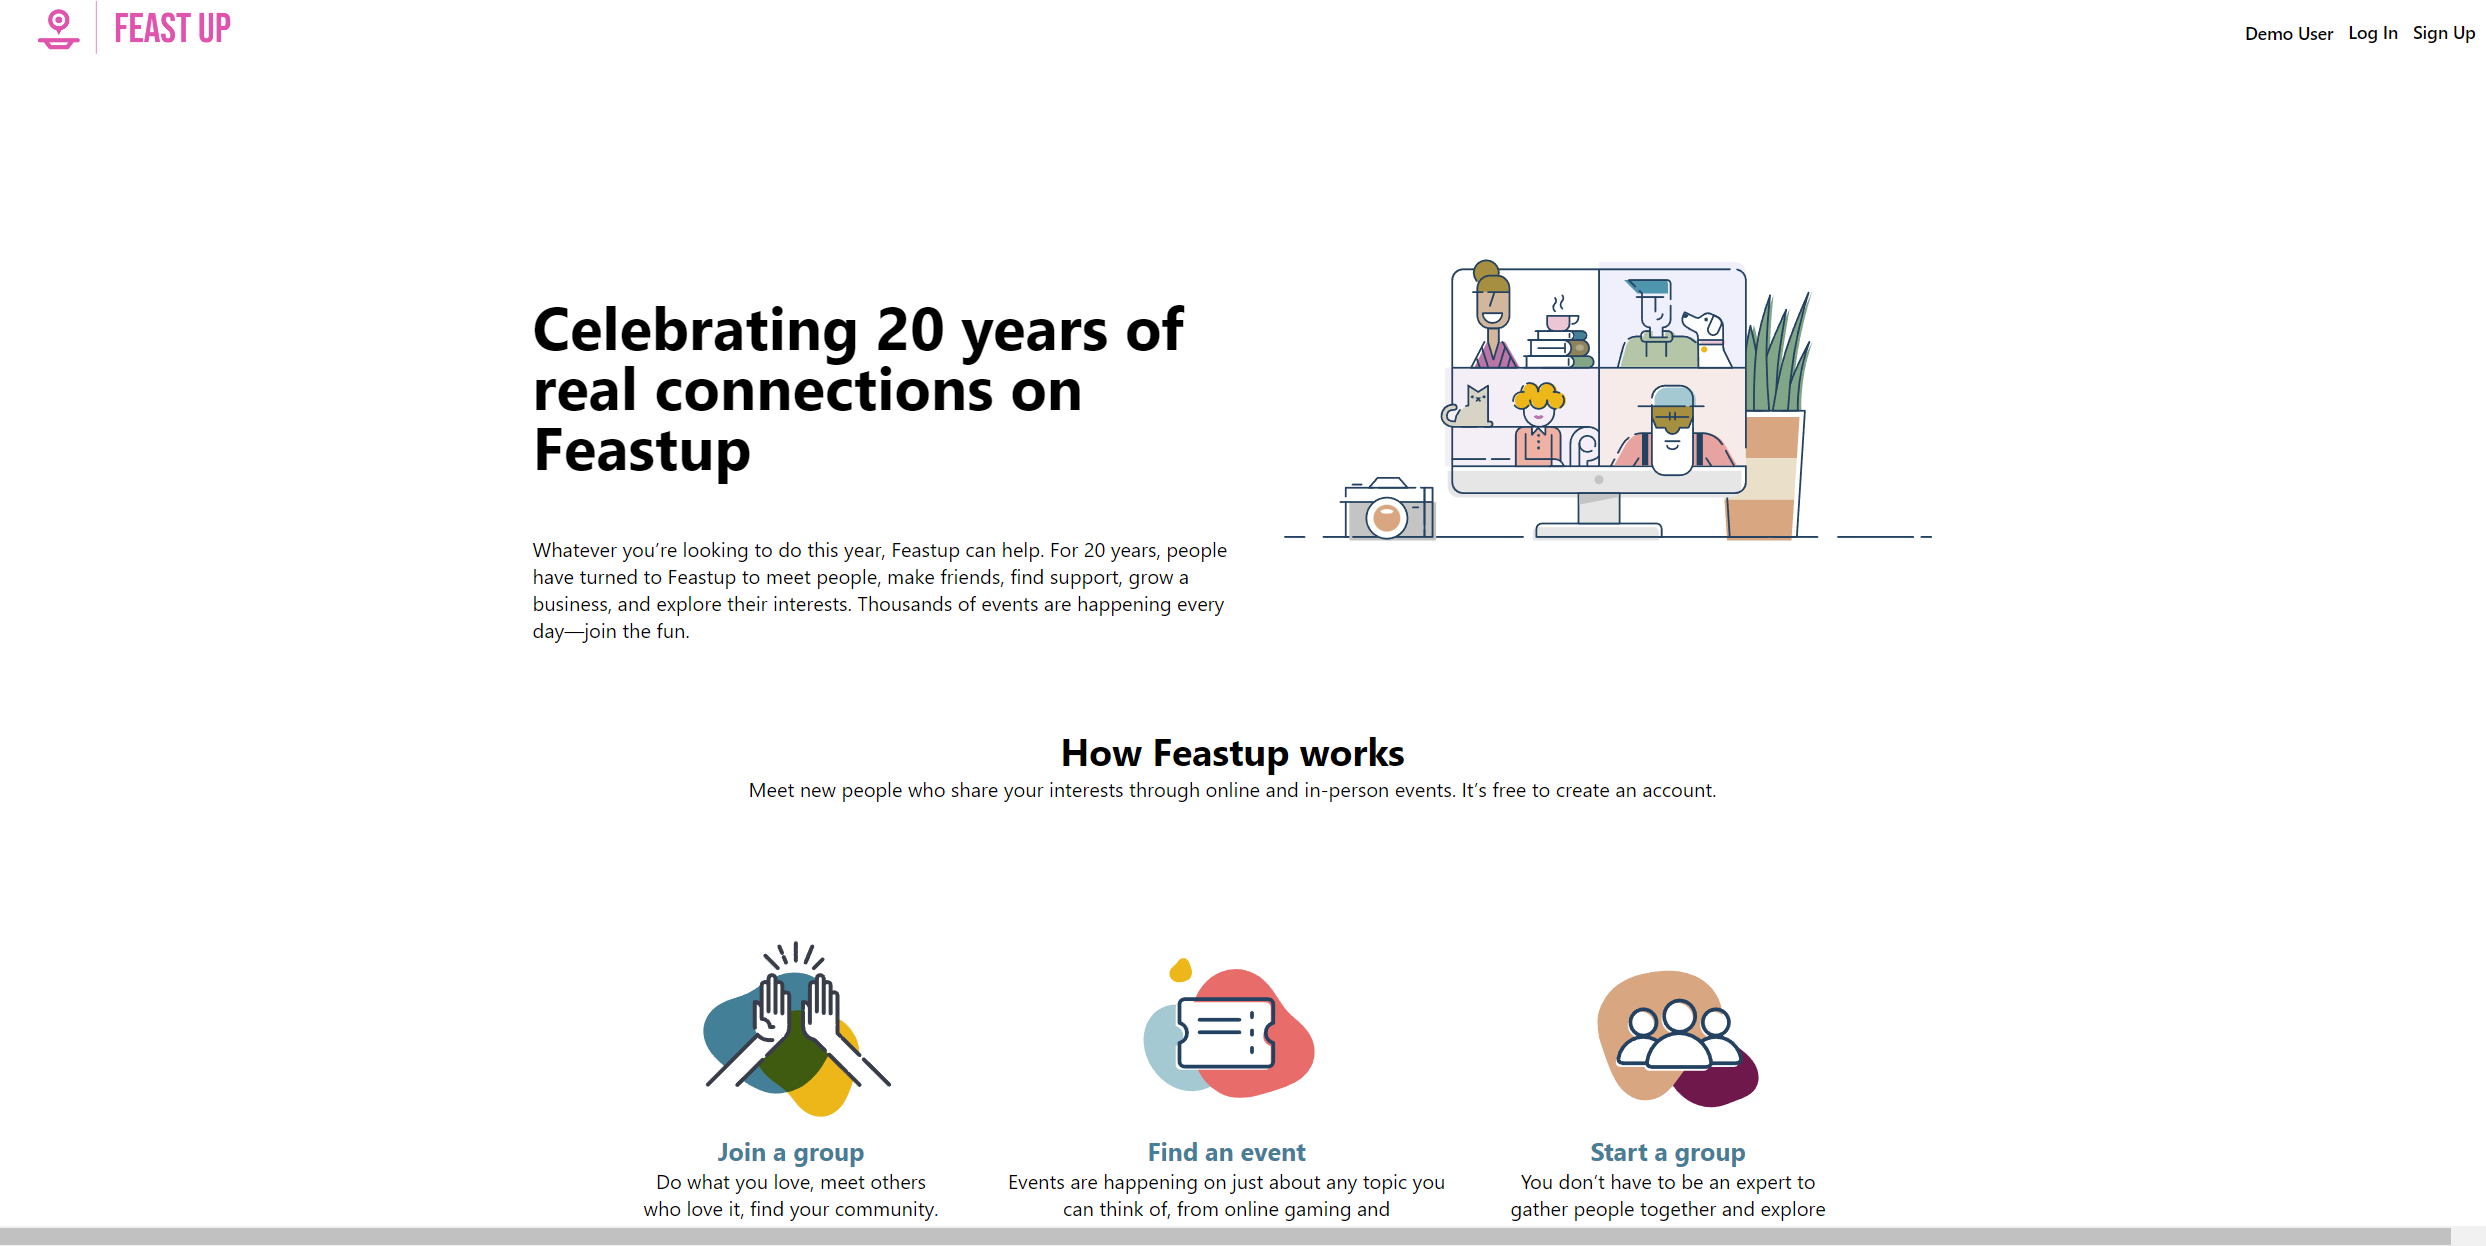 FEAST UP
Demo User Log In Sign Up
Celebrating 20 years of
real connections on
Feastup
Whatever you’re looking to do this year, Feastup can help. For 20 years, people
have turned to Feastup to meet people, make friends, find support, grow a
business, and explore their interests. Thousands of events are happening every
day—join the fun.
How Feastup works
Meet new people who share your interests through online and in-person events. It’s free to create an account.
Join a group
Do what you love, meet others
who love it, find your community.
Find an event
Events are happening on just about any topic you
can think of, from online gaming and
Start a group
You don’t have to be an expert to
gather people together and explore